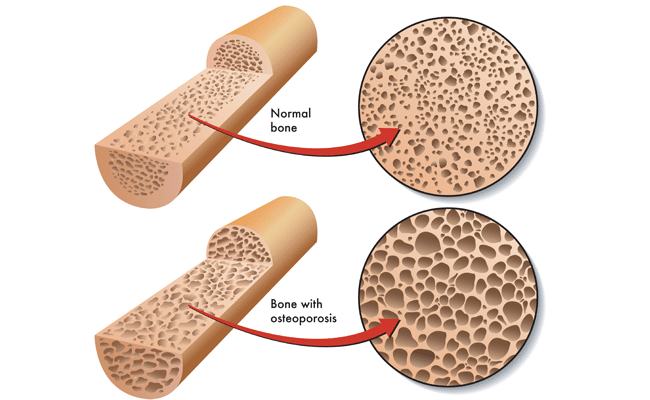 Normal
bone
Bone with
osteoporosis